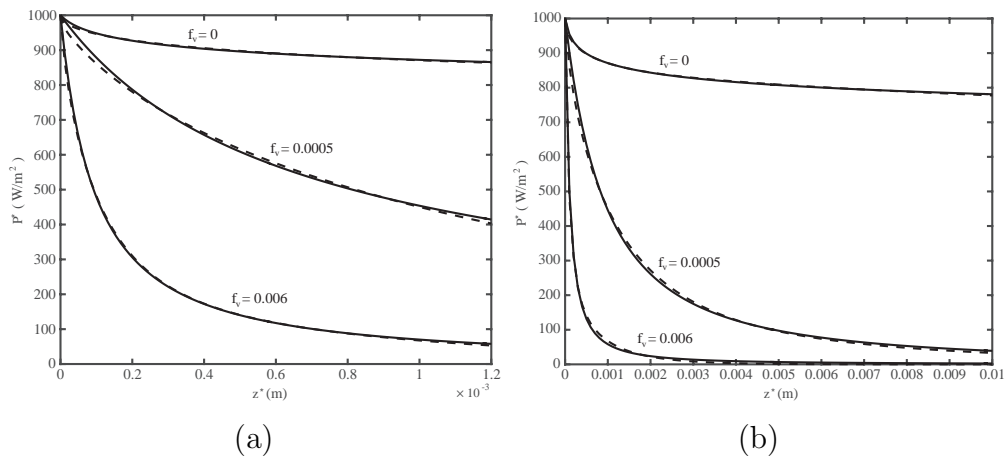 1000
900
800
700
600
500
400
300
200
100
0
P* ( W/m²)
f_v = 0
f_v = 0.0005
f_v = 0.006
0 0.2 0.4 0.6 0.8 1 1.2
z* (m) × 10⁻³
(a)
1000
900
800
700
600
500
400
300
200
100
0
P* ( W/m²)
f_v = 0
f_v = 0.0005
f_v = 0.006
0 0.001 0.002 0.003 0.004 0.005 0.006 0.007 0.008 0.009 0.01
z* (m)
(b)